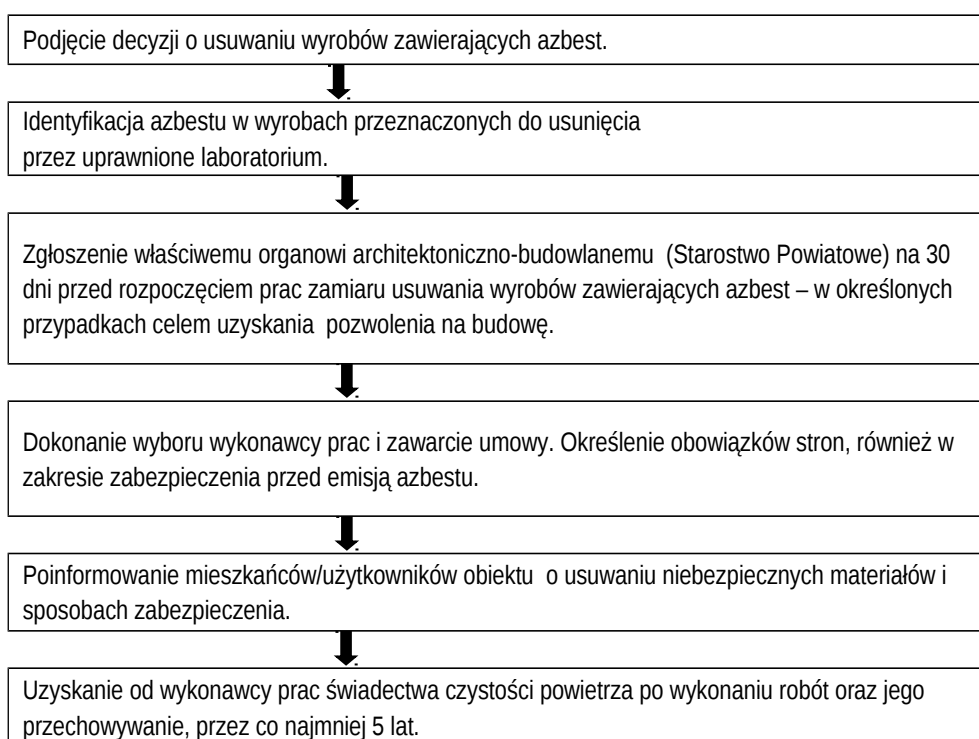 Podjęcie decyzji o usuwaniu wyrobów zawierających azbest.
Identyfikacja azbestu w wyrobach przeznaczonych do usunięcia
przez uprawnione laboratorium.
Zgłoszenie właściwemu organowi architektoniczno-budowlanemu (Starostwo Powiatowe) na 30
dni przed rozpoczęciem prac zamiaru usuwania wyrobów zawierających azbest – w określonych
przypadkach celem uzyskania pozwolenia na budowę.
Dokonanie wyboru wykonawcy prac i zawarcie umowy. Określenie obowiązków stron, również w
zakresie zabezpieczenia przed emisją azbestu.
Poinformowanie mieszkańców/użytkowników obiektu o usuwaniu niebezpiecznych materiałów i
sposobach zabezpieczenia.
Uzyskanie od wykonawcy prac świadectwa czystości powietrza po wykonaniu robót oraz jego
przechowywanie, przez co najmniej 5 lat.